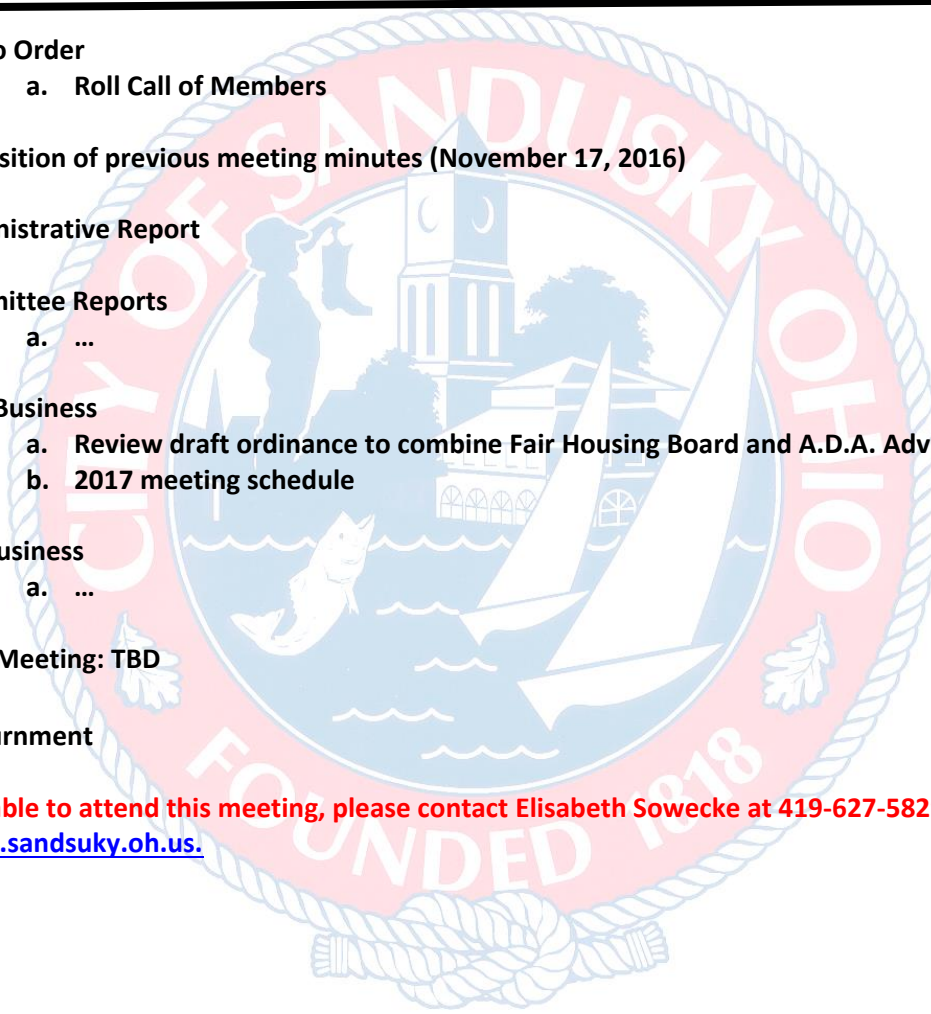 o Order
a. Roll Call of Members
sition of previous meeting minutes (November 17, 2016)
nistrative Report
mittee Reports
a. …
Business
a. Review draft ordinance to combine Fair Housing Board and A.D.A. Adv
b. 2017 meeting schedule
usiness
a. …
Meeting: TBD
urnment
ble to attend this meeting, please contact Elisabeth Sowecke at 419-627-582
.sandsuky.oh.us.
CITY OF SANDUSKY OHIO
FOUNDED 1818